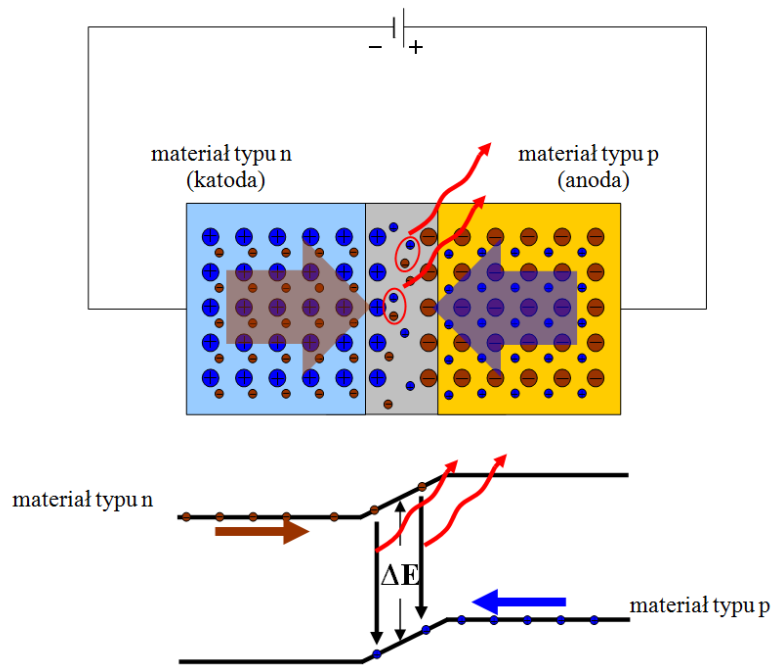 − +
materiał typu n
(katoda)
materiał typu p
(anoda)
materiał typu n
ΔE
materiał typu p